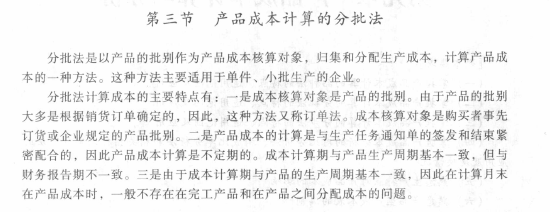 第三节 产品成本计算的分批法
分批法是以产品的批别作为产品成本核算对象，归集和分配生产成本，计算产品成
本的一种方法。这种方法主要适用于单件、小批生产的企业。
分批法计算成本的主要特点有：一是成本核算对象是产品的批别。由于产品的批别
大多是根据销货订单确定的，因此，这种方法又称订单法。成本核算对象是购买者事先
订货或企业规定的产品批别。二是产品成本的计算是与生产任务通知单的签发和结束紧
密配合的，因此产品成本计算是不定期的。成本计算期与产品生产周期基本一致，但与
财务报告期不一致。三是由于成本计算期与产品的生产周期基本一致，因此在计算月末
在产品成本时，一般不存在在完工产品和在产品之间分配成本的问题。